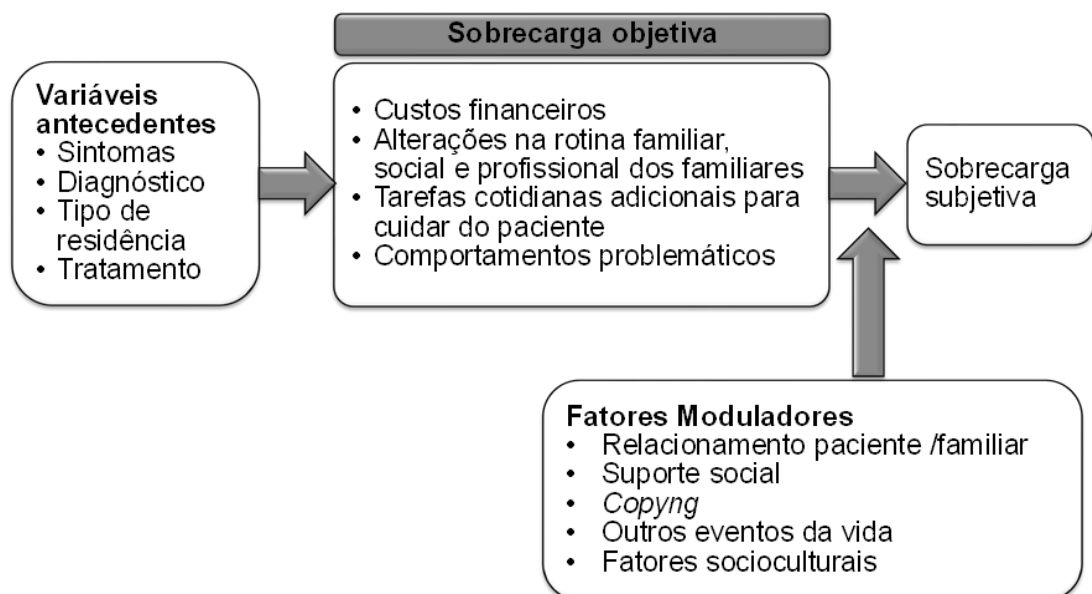 Sobrecarga objetiva
Variáveis
antecedentes
• Sintomas
• Diagnóstico
• Tipo de
residência
• Tratamento
• Custos financeiros
• Alterações na rotina familiar,
social e profissional dos familiares
• Tarefas cotidianas adicionais para
cuidar do paciente
• Comportamentos problemáticos
Sobrecarga
subjetiva
Fatores Moduladores
• Relacionamento paciente /familiar
• Suporte social
• Copyng
• Outros eventos da vida
• Fatores socioculturais